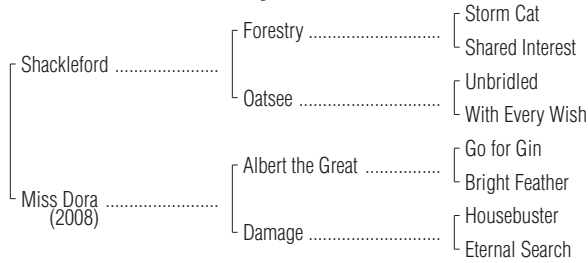 Storm Cat
Forestry ....................
Shared Interest
Shackleford ....................
Unbridled
Oatsee ....................
With Every Wish
Go for Gin
Albert the Great ...............
Bright Feather
Miss Dora ....................
(2008)
Housebuster
Damage ....................
Eternal Search